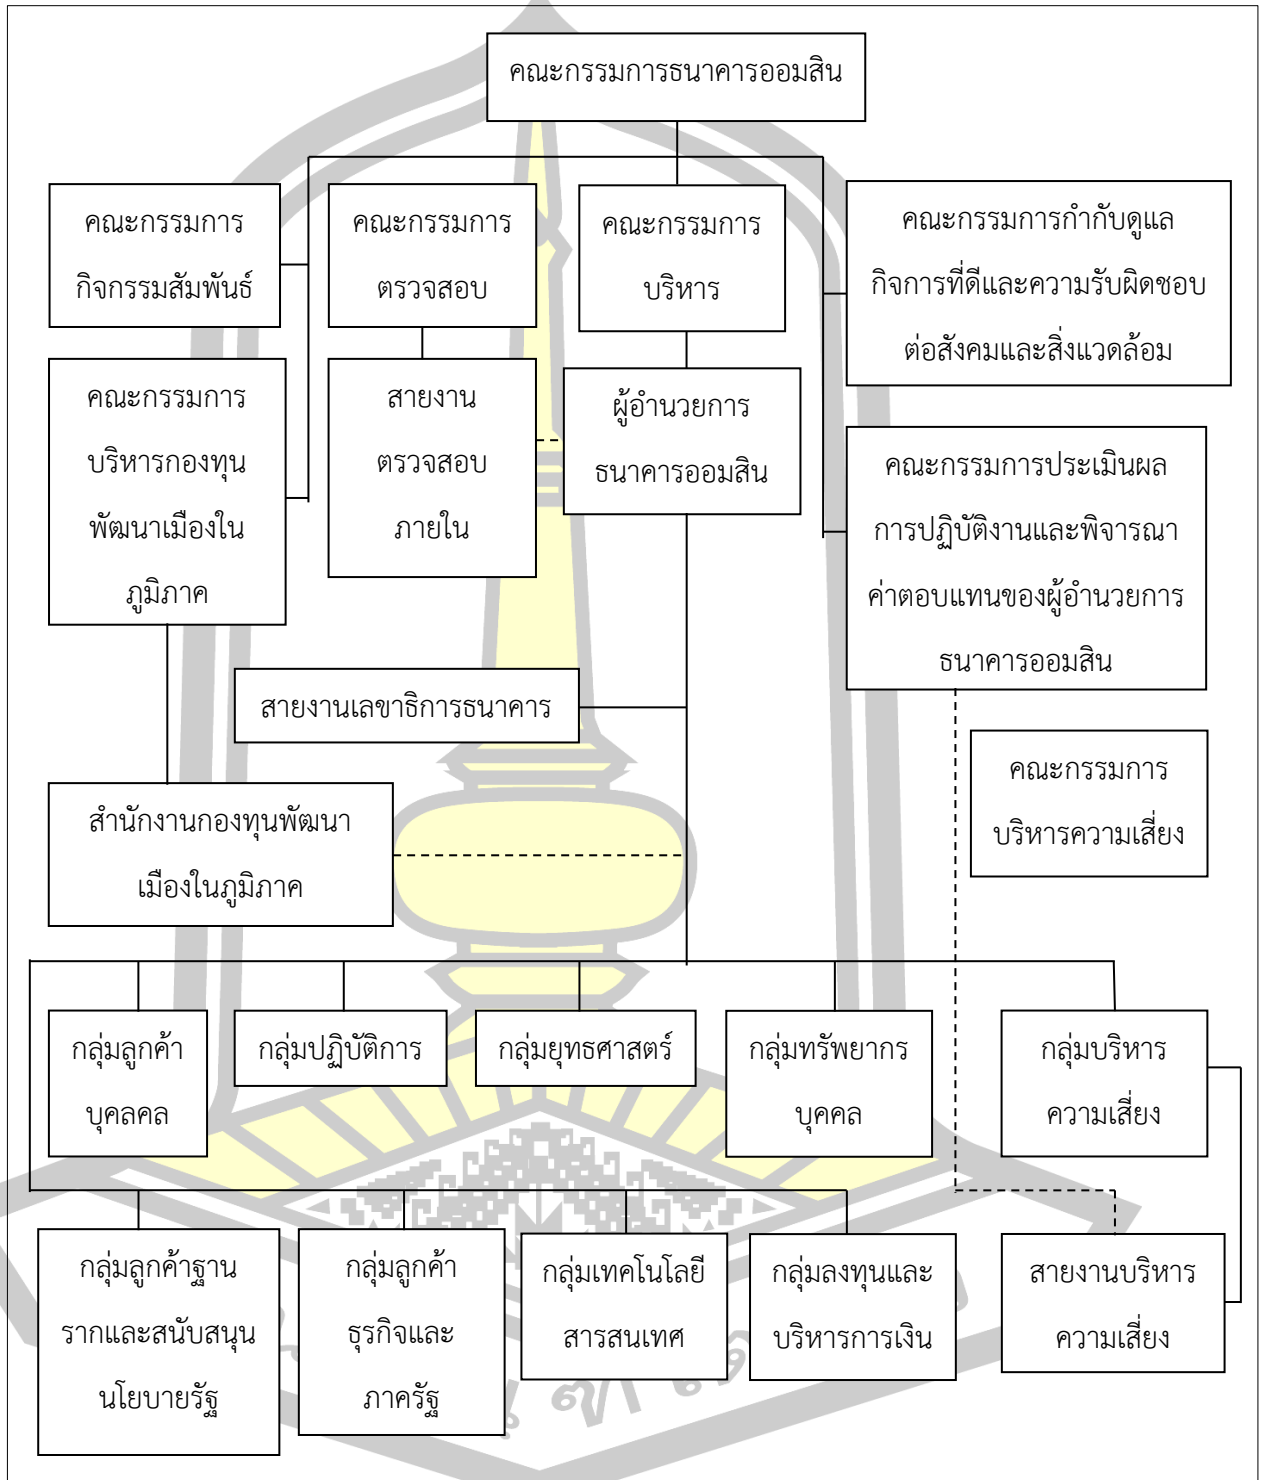 คณะกรรมการธนาคารออมสิน
คณะกรรมการ
กิจกรรมสัมพันธ์
คณะกรรมการ
ตรวจสอบ
คณะกรรมการ
บริหาร
คณะกรรมการกำกับดูแล
กิจการที่ดีและความรับผิดชอบ
ต่อสังคมและสิ่งแวดล้อม
คณะกรรมการ
บริหารกองทุน
พัฒนาเมืองใน
ภูมิภาค
สายงาน
ตรวจสอบ
ภายใน
ผู้อำนวยการ
ธนาคารออมสิน
คณะกรรมการประเมินผล
การปฏิบัติงานและพิจารณา
ค่าตอบแทนของผู้อำนวยการ
ธนาคารออมสิน
สายงานเลขาธิการธนาคาร
คณะกรรมการ
บริหารความเสี่ยง
สำนักงานกองทุนพัฒนา
เมืองในภูมิภาค
กลุ่มลูกค้า
บุคลคล
กลุ่มปฏิบัติการ
กลุ่มยุทธศาสตร์
กลุ่มทรัพยากร
บุคคล
กลุ่มบริหาร
ความเสี่ยง
กลุ่มลูกค้าฐาน
รากและสนับสนุน
นโยบายรัฐ
กลุ่มลูกค้า
ธุรกิจและ
ภาครัฐ
กลุ่มเทคโนโลยี
สารสนเทศ
กลุ่มลงทุนและ
บริหารการเงิน
สายงานบริหาร
ความเสี่ยง